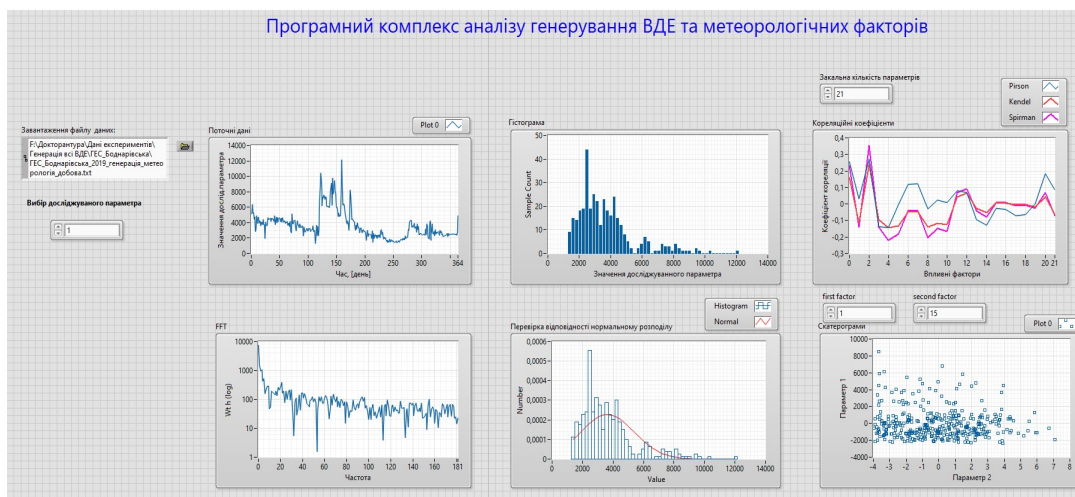 Програмний комплекс аналізу генерування ВДЕ та метеорологічних факторів
Завантаження файлу даних:
F:\Докторантура\Дані експериментів\
Генерація всі ВДЕ\ГЕС_Боднарівська\
ГЕС_Боднарівська_2019_генерація_метео
рологія_добова.txt
Вибір досліджуваного параметра
1
Поточні дані
Plot 0
Значення дослід.параметра
14000
12000
10000
8000
6000
4000
2000
0
0 50 100 150 200 250 300 364
Час, [день]
Гістограма
Sample Count
50
40
30
20
10
0
0 2000 4000 6000 8000 10000 12000 14000
Значення досліджуванного параметра
Закальна кількість параметрів
21
Pirson
Kendel
Spirman
Кореляційні коефіцієнти
Коефіцієнт кореляції
0,4
0,3
0,2
0,1
0
-0,1
-0,2
-0,3
0 2 4 6 8 10 12 14 16 18 20 21
Впливні фактори
FFT
Wt h (log)
10000
1000
100
10
1
0 20 40 60 80 100 120 140 160 181
Частота
Histogram
Normal
Перевірка відповідності нормальному розподілу
Number
0,0006
0,0005
0,0004
0,0003
0,0002
0,0001
0
0 2000 4000 6000 8000 10000 12000 14000
Value
first factor
1
second factor
15
Скатерограми
Plot 0
Параметр 1
10000
8000
6000
4000
2000
0
-2000
-4000
-4 -3 -2 -1 0 1 2 3 4 5 6 7 8
Параметр 2